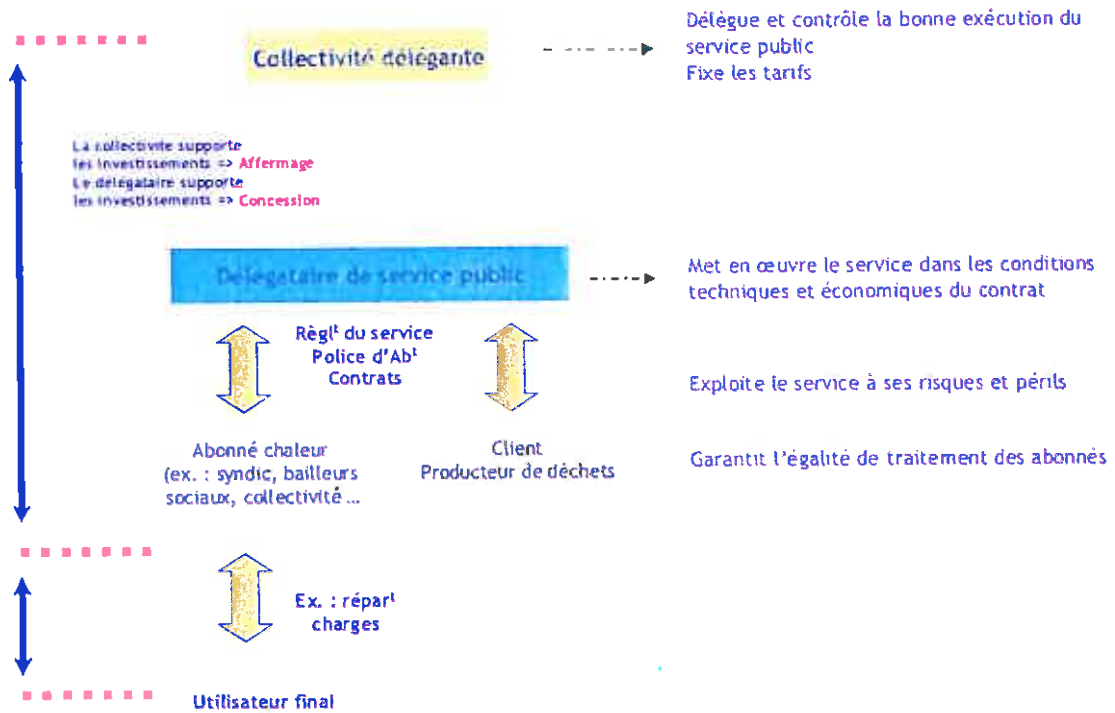 Collectivité délégante
Délègue et contrôle la bonne exécution du
service public
Fixe les tarifs
La collectivite supporte
les investissements => Affermage
Le délégataire supporte
les investissements => Concession
Délégataire de service public
Met en œuvre le service dans les conditions
techniques et économiques du contrat
Règlᵗ du service
Police d'Abᵗ
Contrats
Exploite le service à ses risques et périls
Abonné chaleur
(ex. : syndic, bailleurs
sociaux, collectivité ...
Client
Producteur de déchets
Garantit l'égalité de traitement des abonnés
Ex. : réparᵗ
charges
Utilisateur final